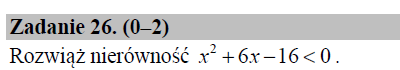 Zadanie 26. (0–2)
Rozwiąż nierówność x² + 6x − 16 < 0 .